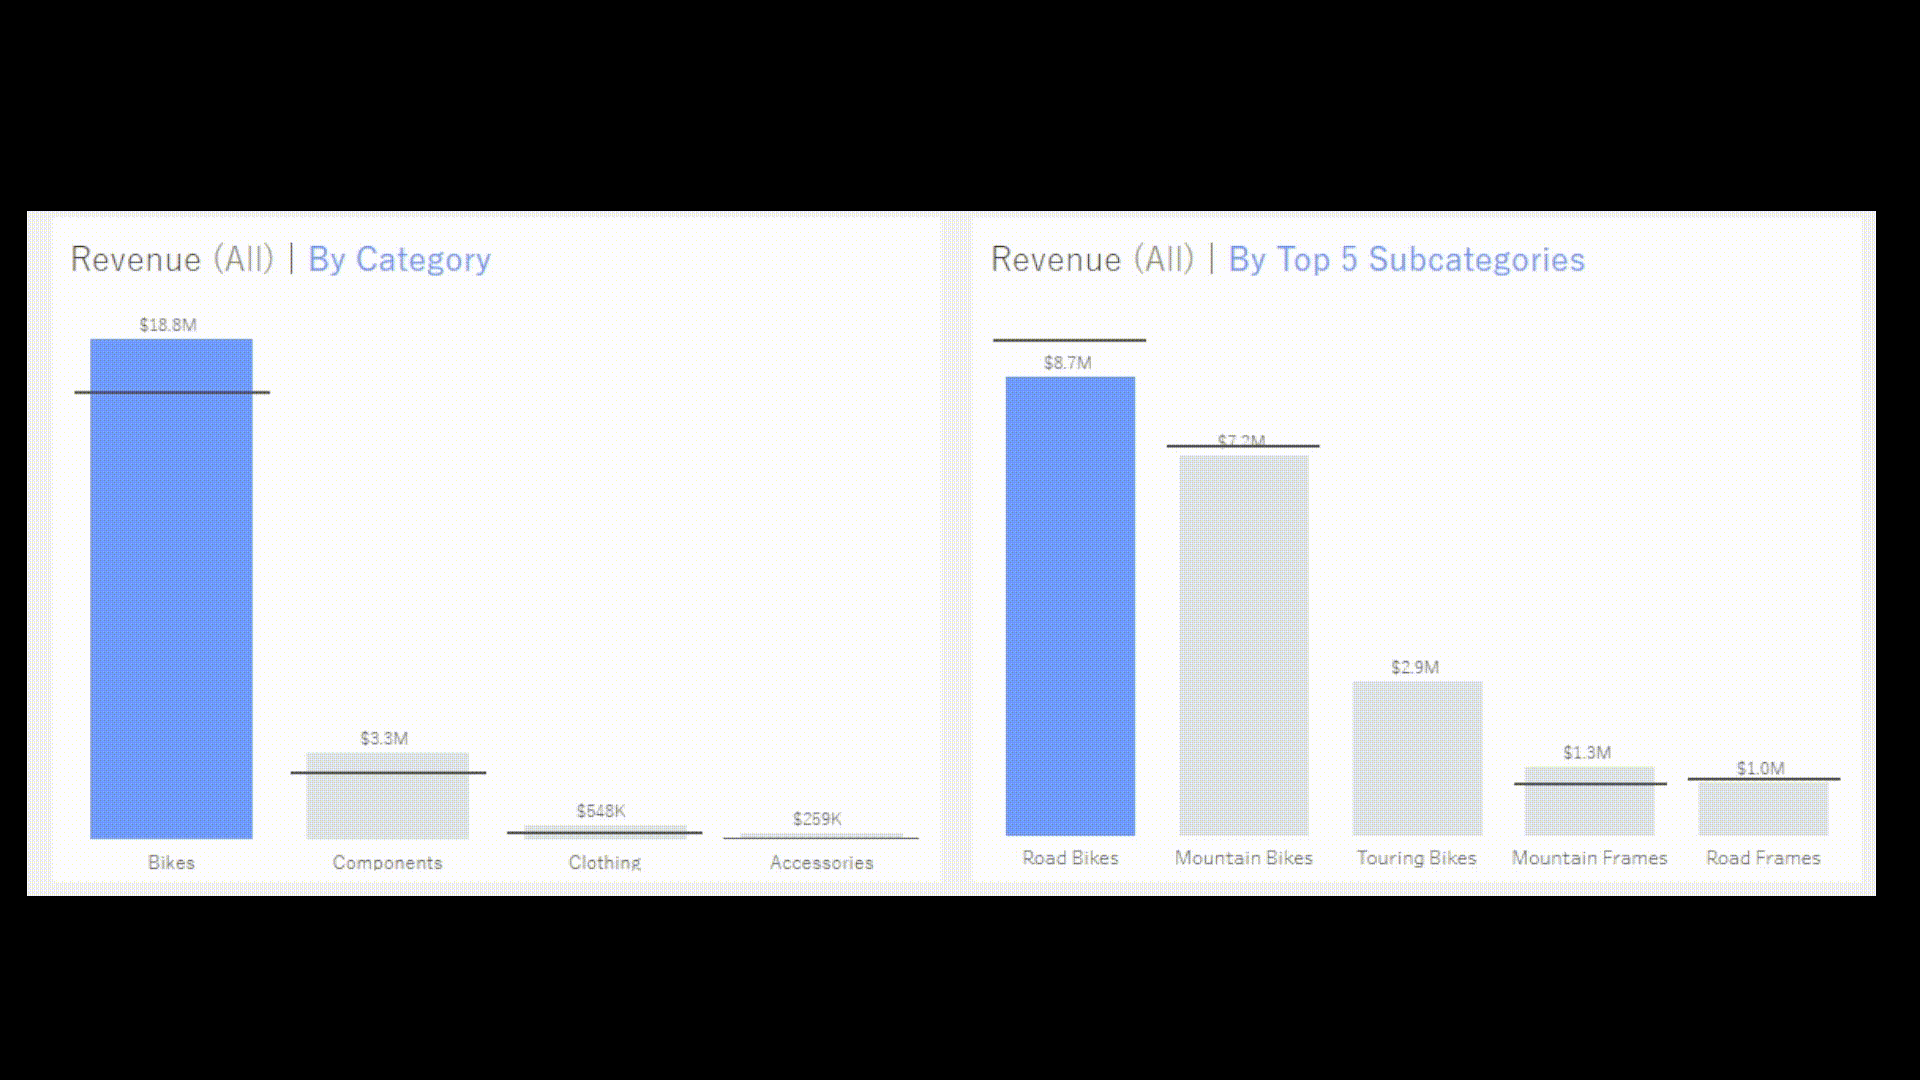 Revenue (All) | By Category
$18.8M
$3.3M
$548K
$259K
Bikes
Components
Clothing
Accessories
Revenue (All) | By Top 5 Subcategories
$8.7M
$7.2M
$2.9M
$1.3M
$1.0M
Road Bikes
Mountain Bikes
Touring Bikes
Mountain Frames
Road Frames